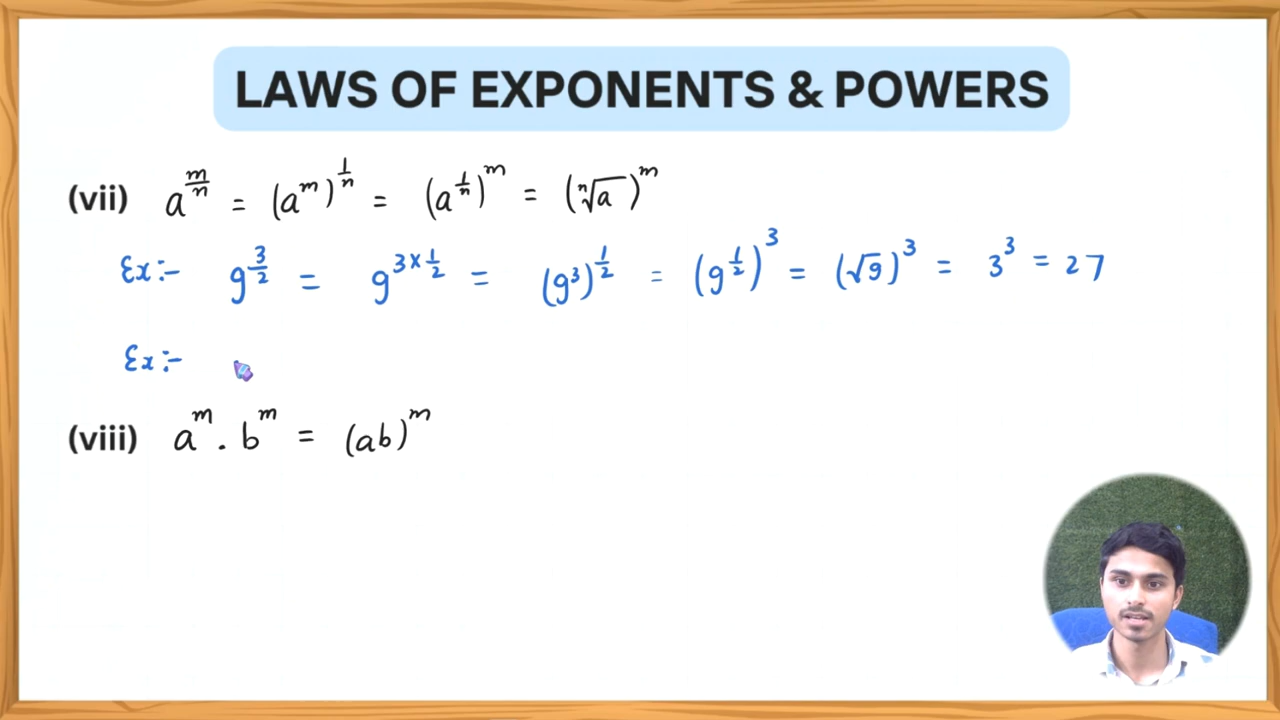 LAWS OF EXPONENTS & POWERS
(vii) a^(m/n) = (a^m)^(1/n) = (a^(1/n))^m = (ⁿ√a)^m
Ex:- 9^(3/2) = 9^(3×1/2) = (9^3)^(1/2) = (9^(1/2))^3 = (√9)^3 = 3^3 = 27
Ex:-
(viii) a^m . b^m = (ab)^m